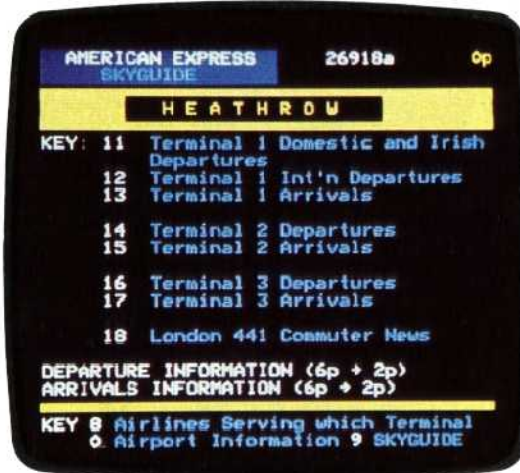 AMERICAN EXPRESS 26918a 0p
SKYGUIDE
HEATHROW
KEY: 11 Terminal 1 Domestic and Irish
Departures
12 Terminal 1 Int'n Departures
13 Terminal 1 Arrivals
14 Terminal 2 Departures
15 Terminal 2 Arrivals
16 Terminal 3 Departures
17 Terminal 3 Arrivals
18 London 441 Commuter News
DEPARTURE INFORMATION (6p → 2p)
ARRIVALS INFORMATION (6p → 2p)
KEY 8 Airlines Serving which Terminal
0 Airport Information 9 SKYGUIDE